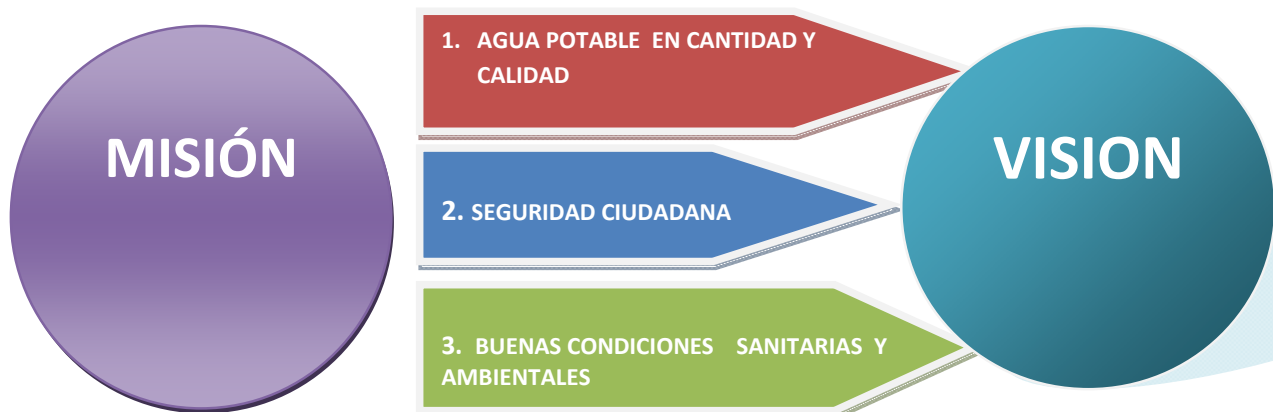 MISIÓN
1. AGUA POTABLE EN CANTIDAD Y
CALIDAD
2. SEGURIDAD CIUDADANA
3. BUENAS CONDICIONES SANITARIAS Y
AMBIENTALES
VISION